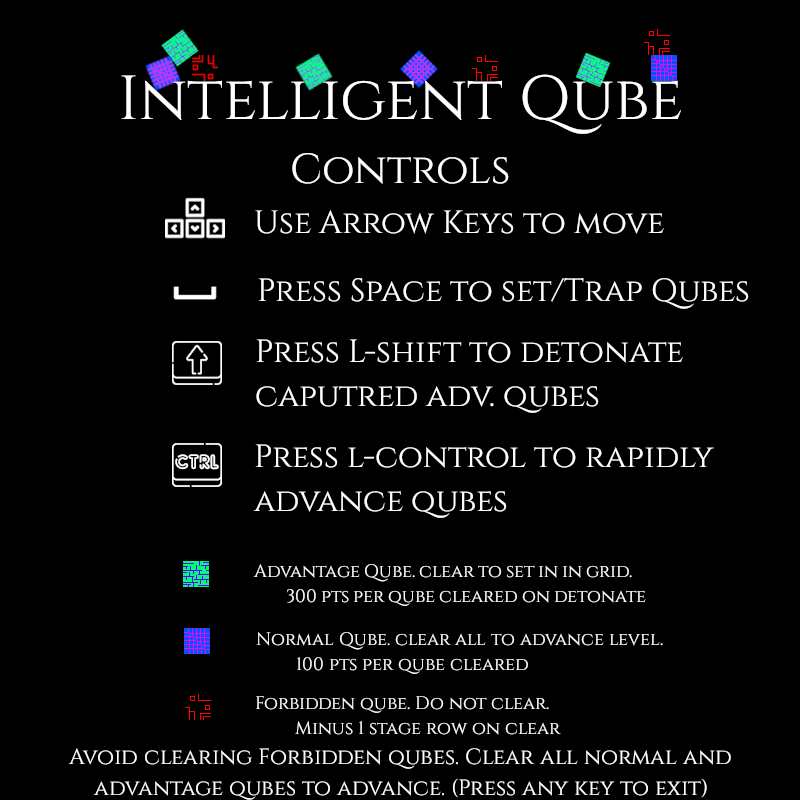 Intelligent Qube
Controls
Use Arrow Keys to move
Press Space to set/Trap Qubes
Press L-shift to detonate
caputred adv. qubes
CTRL
Press l-control to rapidly
advance qubes
Advantage Qube. clear to set in in grid.
300 pts per qube cleared on detonate
Normal Qube. clear all to advance level.
100 pts per qube cleared
Forbidden qube. Do not clear.
Minus 1 stage row on clear
Avoid clearing Forbidden qubes. Clear all normal and
advantage qubes to advance. (Press any key to exit)